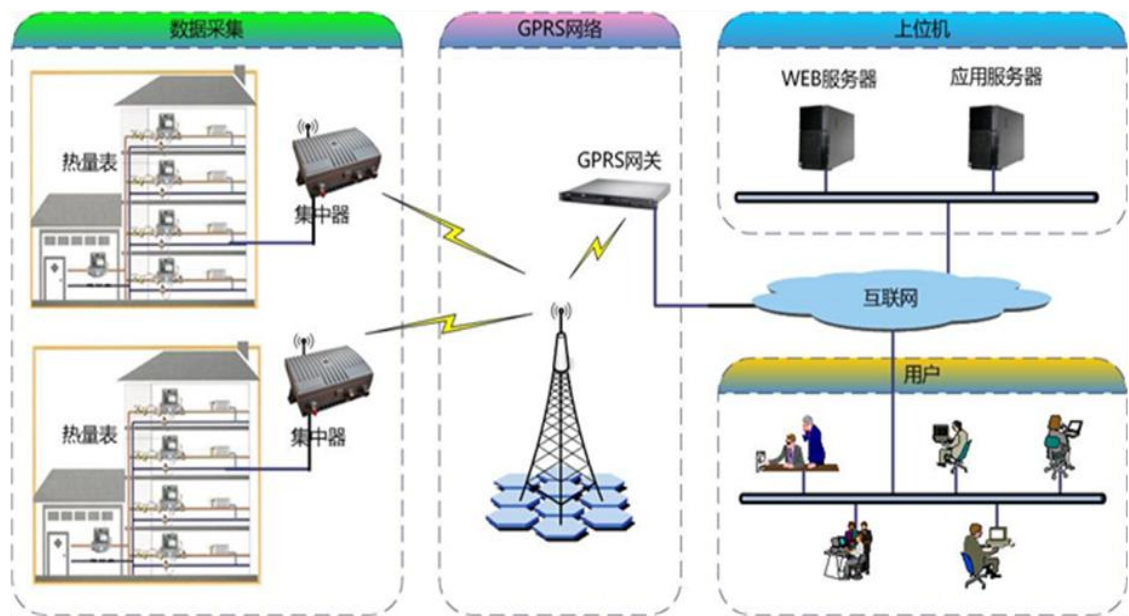 数据采集
GPRS网络
上位机
WEB服务器
应用服务器
热量表
集中器
GPRS网关
互联网
用户
热量表
集中器